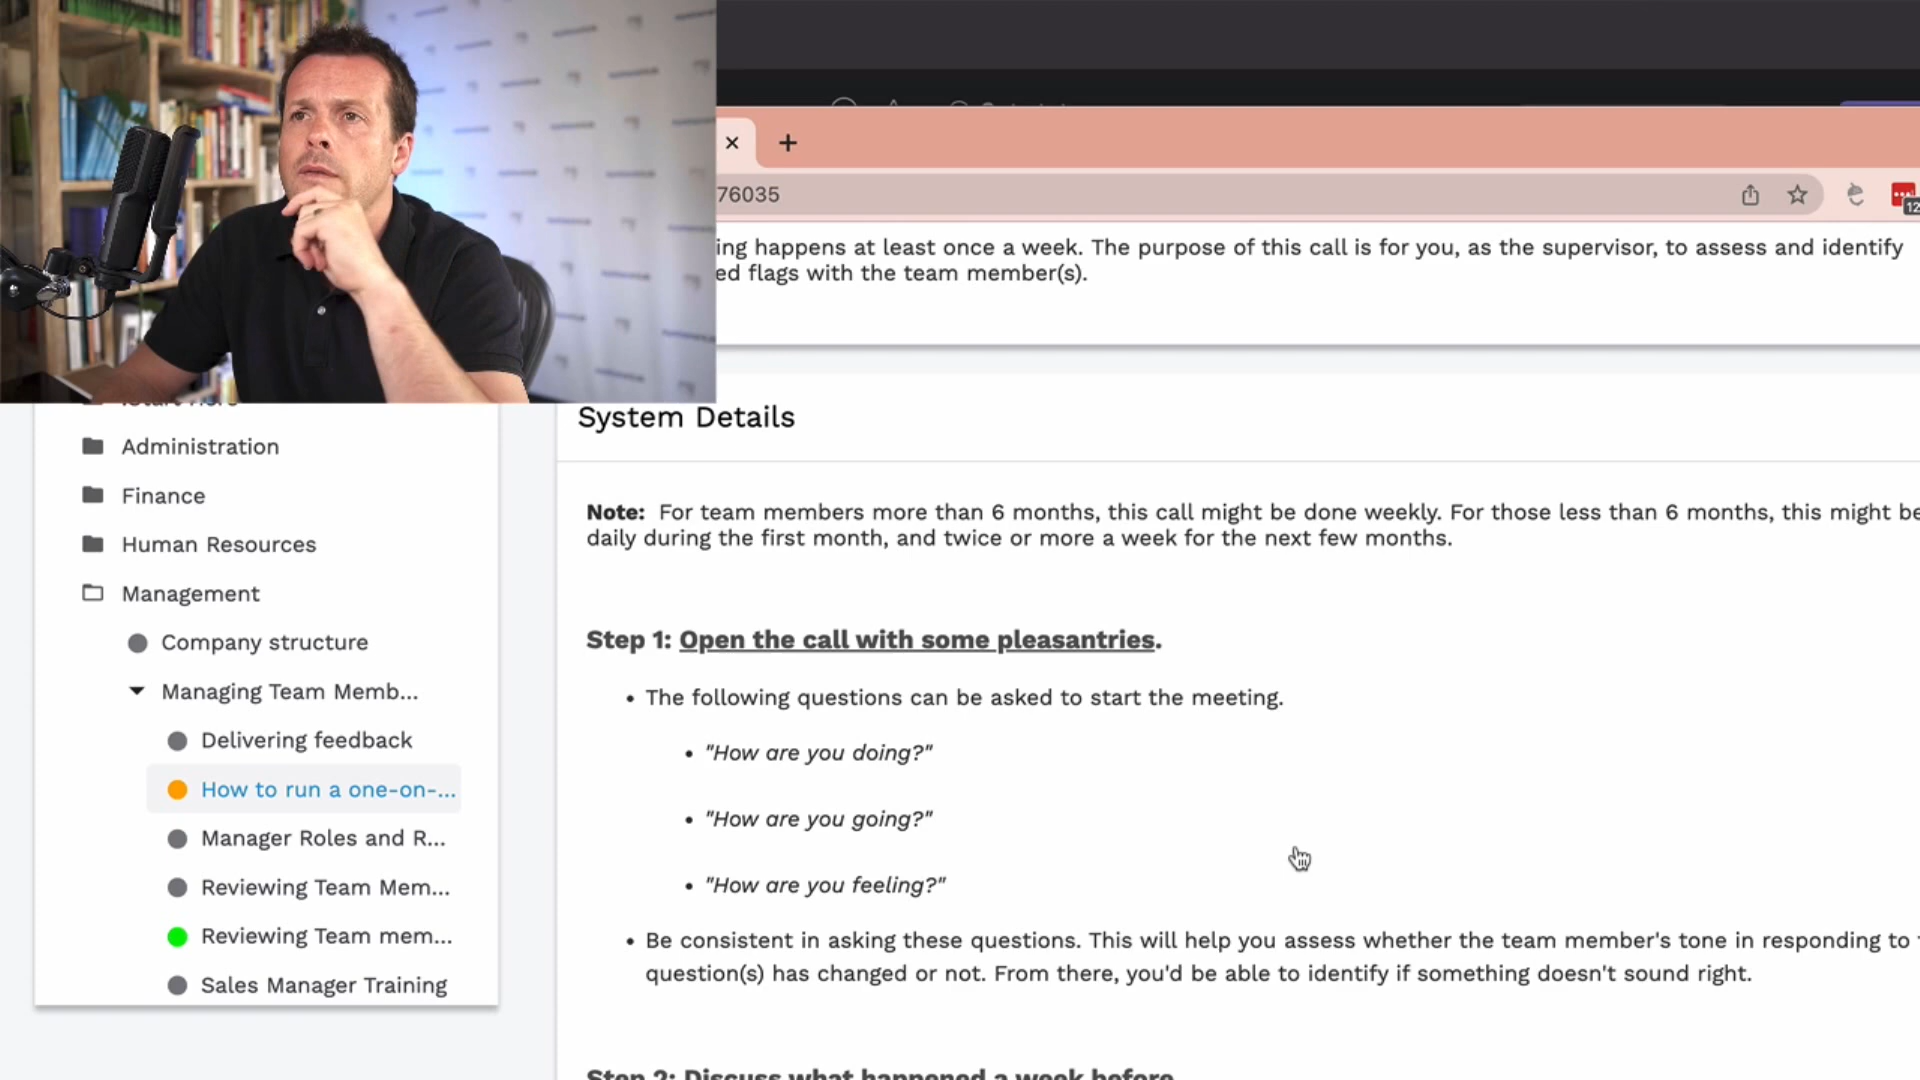 76035
12
ing happens at least once a week. The purpose of this call is for you, as the supervisor, to assess and identify
ed flags with the team member(s).
System Details
Administration
Finance
Human Resources
Management
Company structure
Managing Team Memb...
Delivering feedback
How to run a one-on-...
Manager Roles and R...
Reviewing Team Mem...
Reviewing Team mem...
Sales Manager Training
Note: For team members more than 6 months, this call might be done weekly. For those less than 6 months, this might be
daily during the first month, and twice or more a week for the next few months.
Step 1: Open the call with some pleasantries.
• The following questions can be asked to start the meeting.
• "How are you doing?"
• "How are you going?"
• "How are you feeling?"
• Be consistent in asking these questions. This will help you assess whether the team member's tone in responding to
question(s) has changed or not. From there, you'd be able to identify if something doesn't sound right.
Step 2: Discuss what happened a week before.